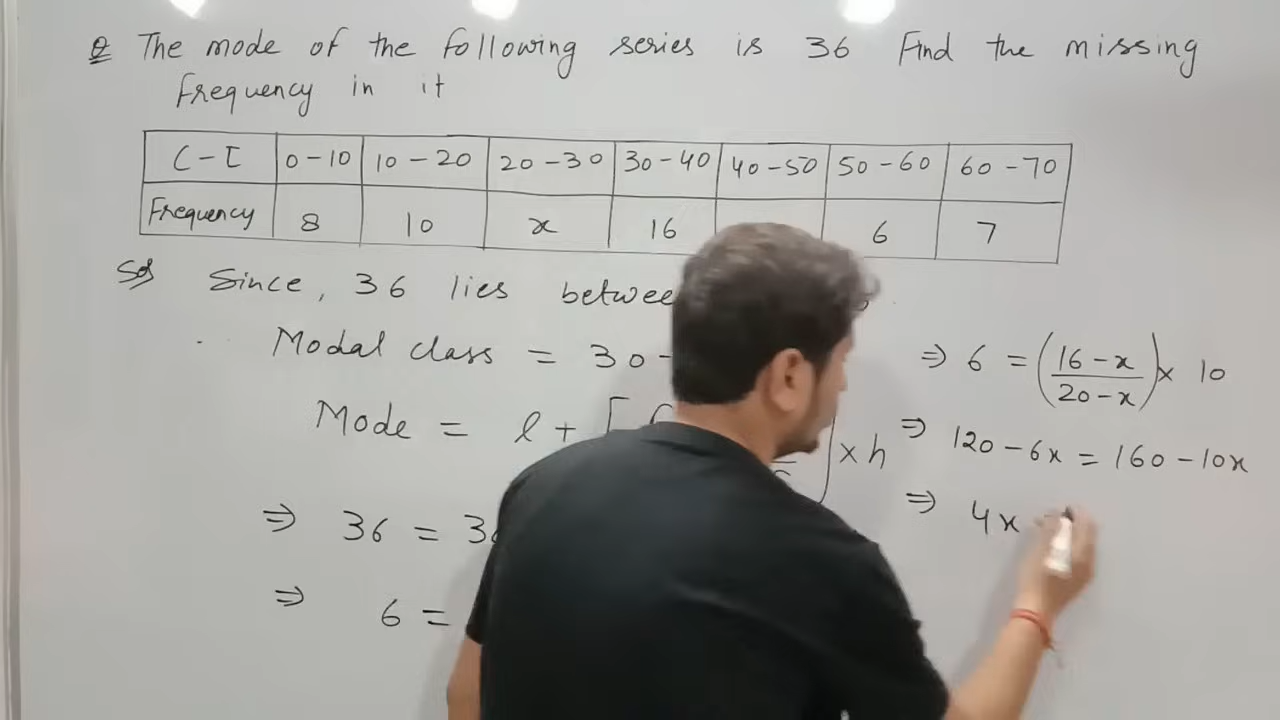 Q The mode of the following series is 36 Find the missing
frequency in it
C-I 0-10 10-20 20-30 30-40 40-50 50-60 60-70
Frequency 8 10 x 16 6 7
Sol Since, 36 lies
Modal class = 30-
Mode = l + [
× h
⇒ 36 =
⇒ 6 =
⇒ 6 = (16-x / 20-x) × 10
⇒ 120 - 6x = 160 - 10x
⇒ 4x